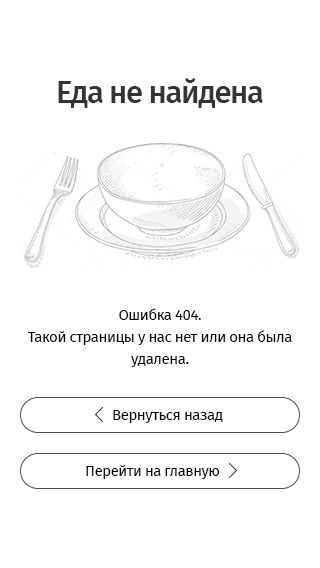 Еда не найдена
Ошибка 404.
Такой страницы у нас нет или она была
удалена.
Вернуться назад
Перейти на главную